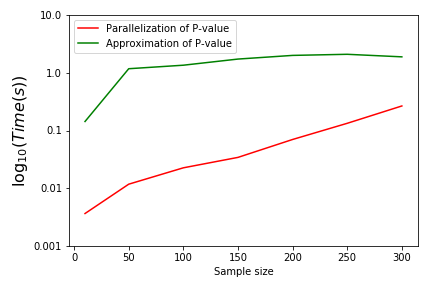 Parallelization of P-value
Approximation of P-value
10.0
1.0
0.1
0.01
0.001
log₁₀(Time(s))
0 50 100 150 200 250 300
Sample size